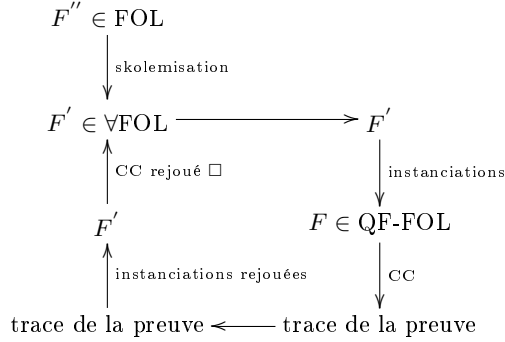 F'' ∈ FOL
skolemisation
F' ∈ ∀FOL F'
CC rejoué □ instanciations
F' F ∈ QF-FOL
instanciations rejouées CC
trace de la preuve trace de la preuve